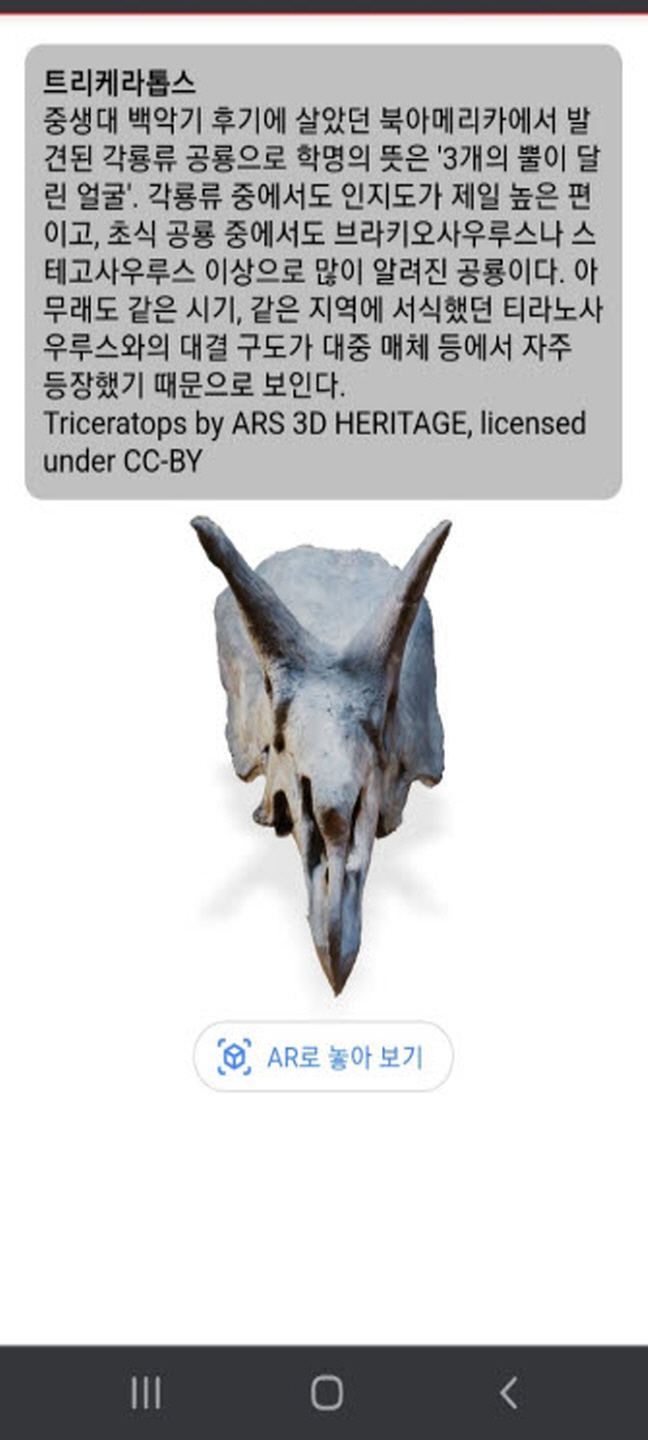 트리케라톱스
중생대 백악기 후기에 살았던 북아메리카에서 발
견된 각룡류 공룡으로 학명의 뜻은 '3개의 뿔이 달
린 얼굴'. 각룡류 중에서도 인지도가 제일 높은 편
이고, 초식 공룡 중에서도 브라키오사우루스나 스
테고사우루스 이상으로 많이 알려진 공룡이다. 아
무래도 같은 시기, 같은 지역에 서식했던 티라노사
우루스와의 대결 구도가 대중 매체 등에서 자주
등장했기 때문으로 보인다.
Triceratops by ARS 3D HERITAGE, licensed
under CC-BY
AR로 놓아 보기